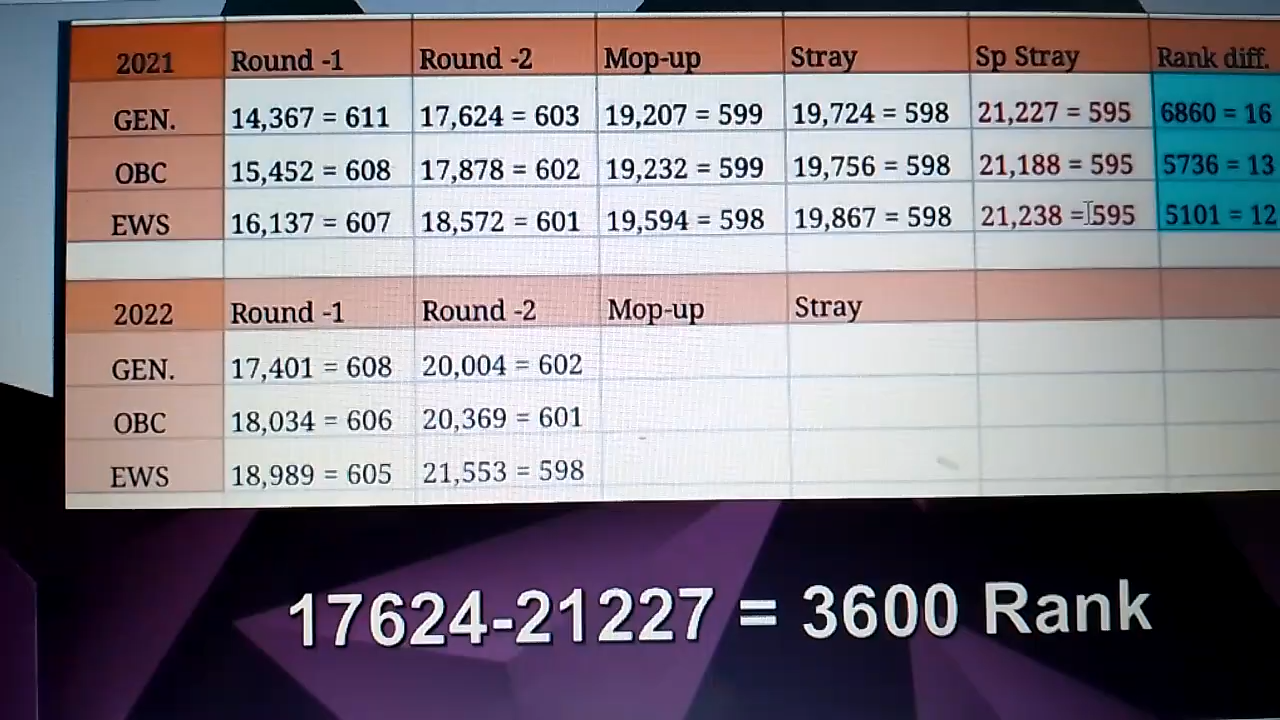 2021 Round -1 Round -2 Mop-up Stray Sp Stray Rank diff.
GEN. 14,367 = 611 17,624 = 603 19,207 = 599 19,724 = 598 21,227 = 595 6860 = 16
OBC 15,452 = 608 17,878 = 602 19,232 = 599 19,756 = 598 21,188 = 595 5736 = 13
EWS 16,137 = 607 18,572 = 601 19,594 = 598 19,867 = 598 21,238 = 595 5101 = 12
2022 Round -1 Round -2 Mop-up Stray
GEN. 17,401 = 608 20,004 = 602
OBC 18,034 = 606 20,369 = 601
EWS 18,989 = 605 21,553 = 598
17624-21227 = 3600 Rank